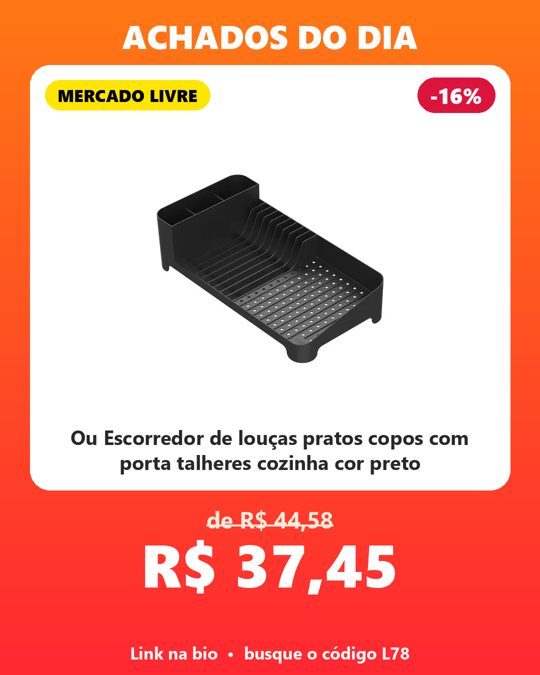 ACHADOS DO DIA
MERCADO LIVRE
-16%
Ou Escorredor de louças pratos copos com
porta talheres cozinha cor preto
de R$ 44,58
R$ 37,45
Link na bio • busque o código L78